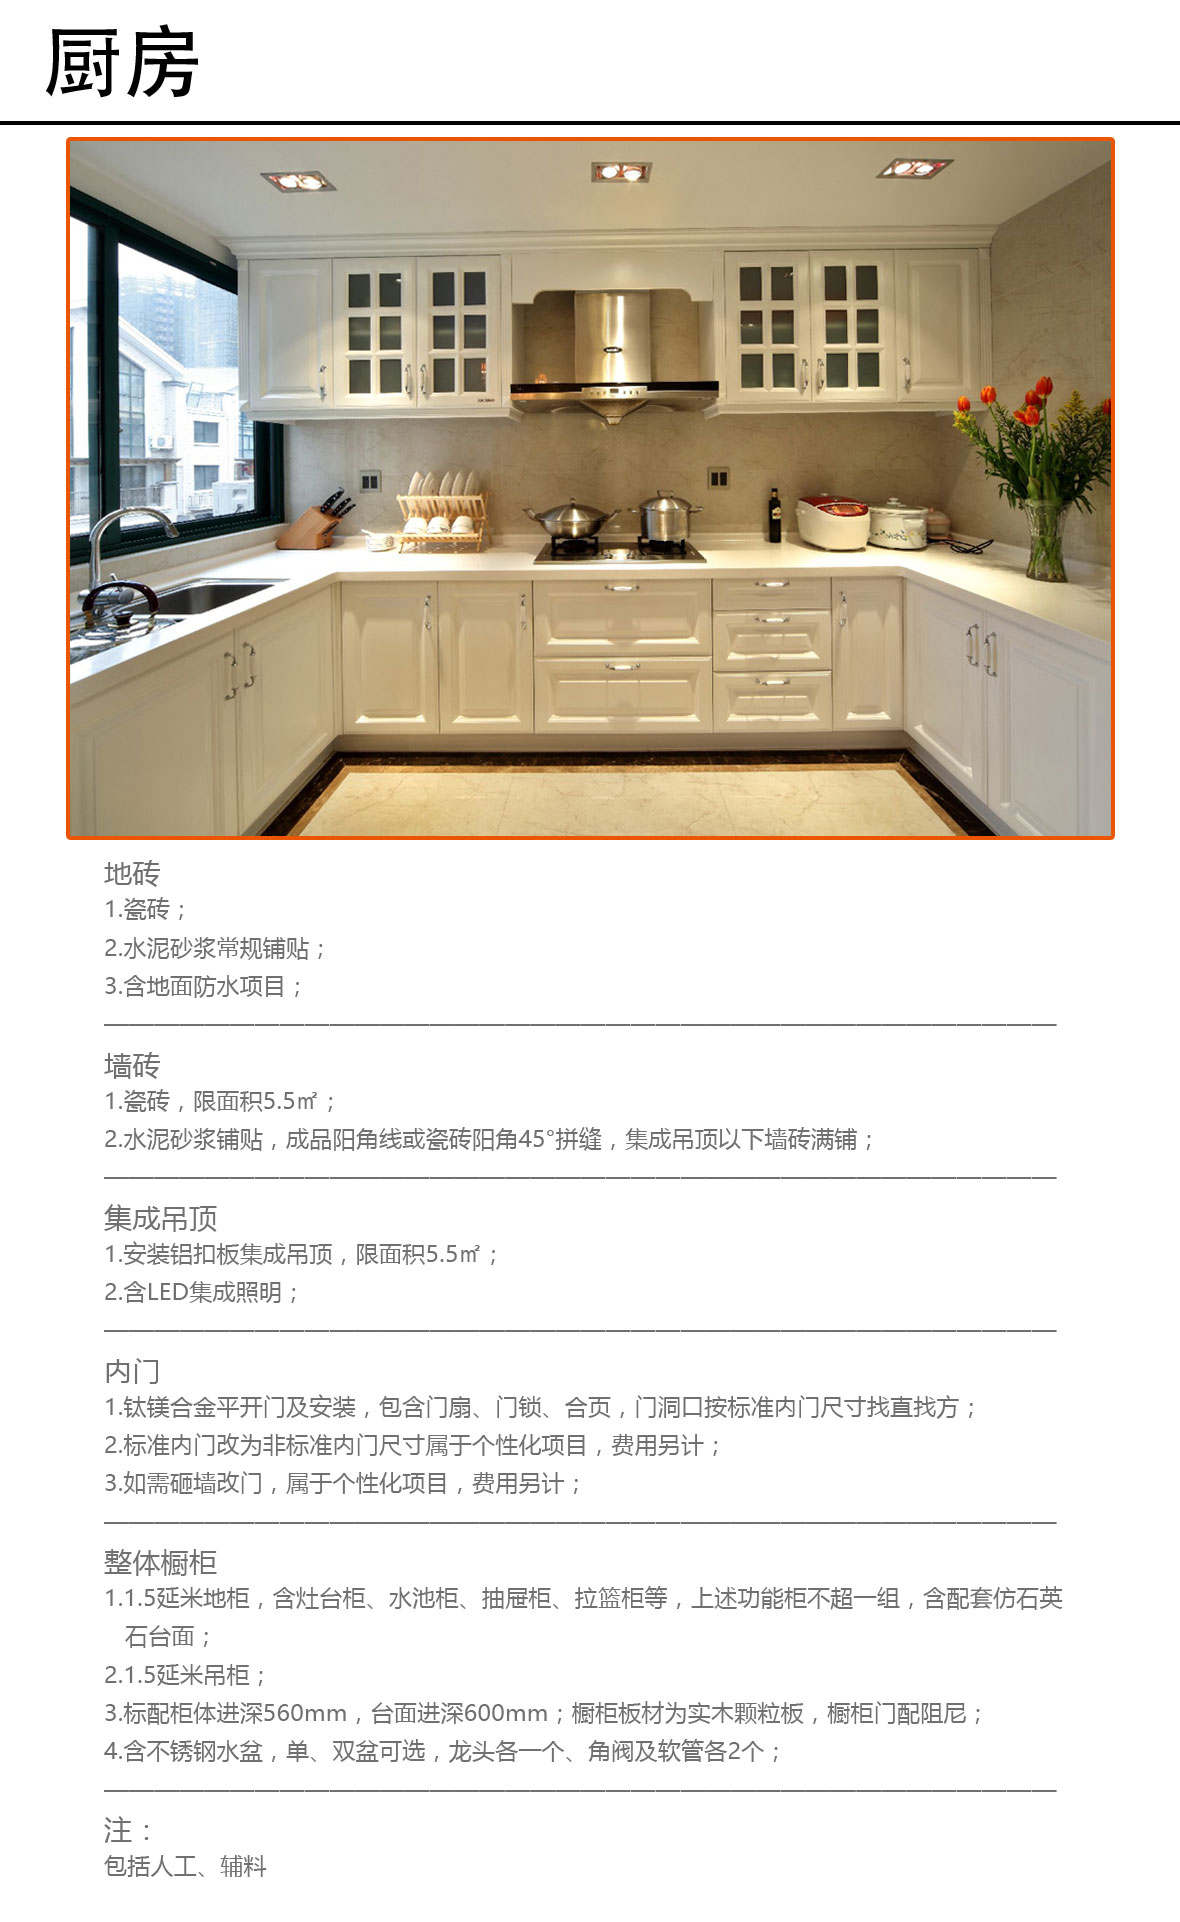 厨房
地砖
1.瓷砖；
2.水泥砂浆常规铺贴；
3.含地面防水项目；
墙砖
1.瓷砖，限面积5.5㎡；
2.水泥砂浆铺贴，成品阳角线或瓷砖阳角45°拼缝，集成吊顶以下墙砖满铺；
集成吊顶
1.安装铝扣板集成吊顶，限面积5.5㎡；
2.含LED集成照明；
内门
1.钛镁合金平开门及安装，包含门扇、门锁、合页，门洞口按标准内门尺寸找直找方；
2.标准内门改为非标准内门尺寸属于个性化项目，费用另计；
3.如需砸墙改门，属于个性化项目，费用另计；
整体橱柜
1.1.5延米地柜，含灶台柜、水池柜、抽屉柜、拉篮柜等，上述功能柜不超一组，含配套仿石英
石台面；
2.1.5延米吊柜；
3.标配柜体进深560mm，台面进深600mm；橱柜板材为实木颗粒板，橱柜门配阻尼；
4.含不锈钢水盆，单、双盆可选，龙头各一个、角阀及软管各2个；
注：
包括人工、辅料